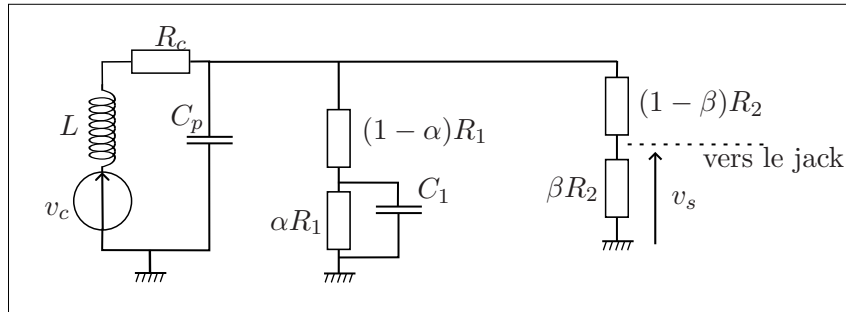 R_c
L
C_p
v_c
(1 − α)R_1
αR_1
C_1
(1 − β)R_2
βR_2
vers le jack
v_s